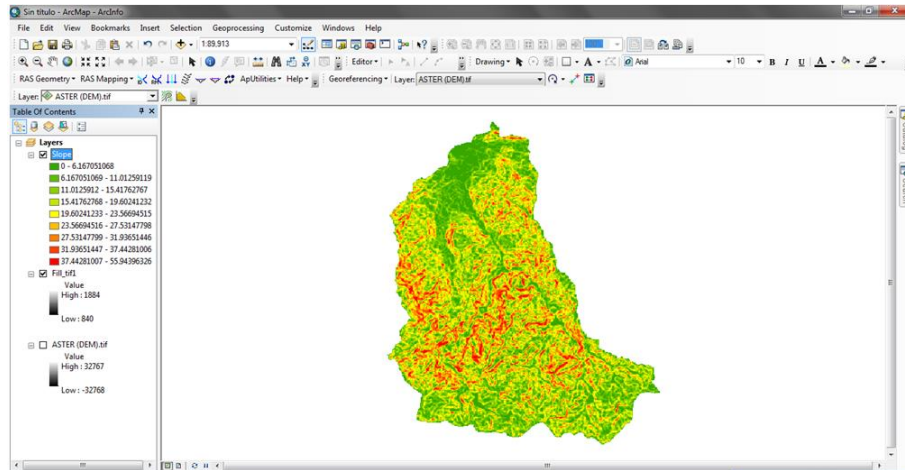 Sin título - ArcMap - ArcInfo
File Edit View Bookmarks Insert Selection Geoprocessing Customize Windows Help
1:89.913
Editor Drawing Arial 10 B I U A
RAS Geometry RAS Mapping ApUtilities Help Georeferencing Layer: ASTER (DEM).tif
Layer: ASTER (DEM).tif
Table Of Contents
Layers
Slope
0 - 6.167051068
6.167051069 - 11.01259119
11.0125912 - 15.41762767
15.41762768 - 19.60241232
19.60241233 - 23.56694515
23.56694516 - 27.53147798
27.53147799 - 31.93651446
31.93651447 - 37.44281006
37.44281007 - 55.94396326
Fill_tif1
Value
High : 1884
Low : 840
ASTER (DEM).tif
Value
High : 32767
Low : -32768